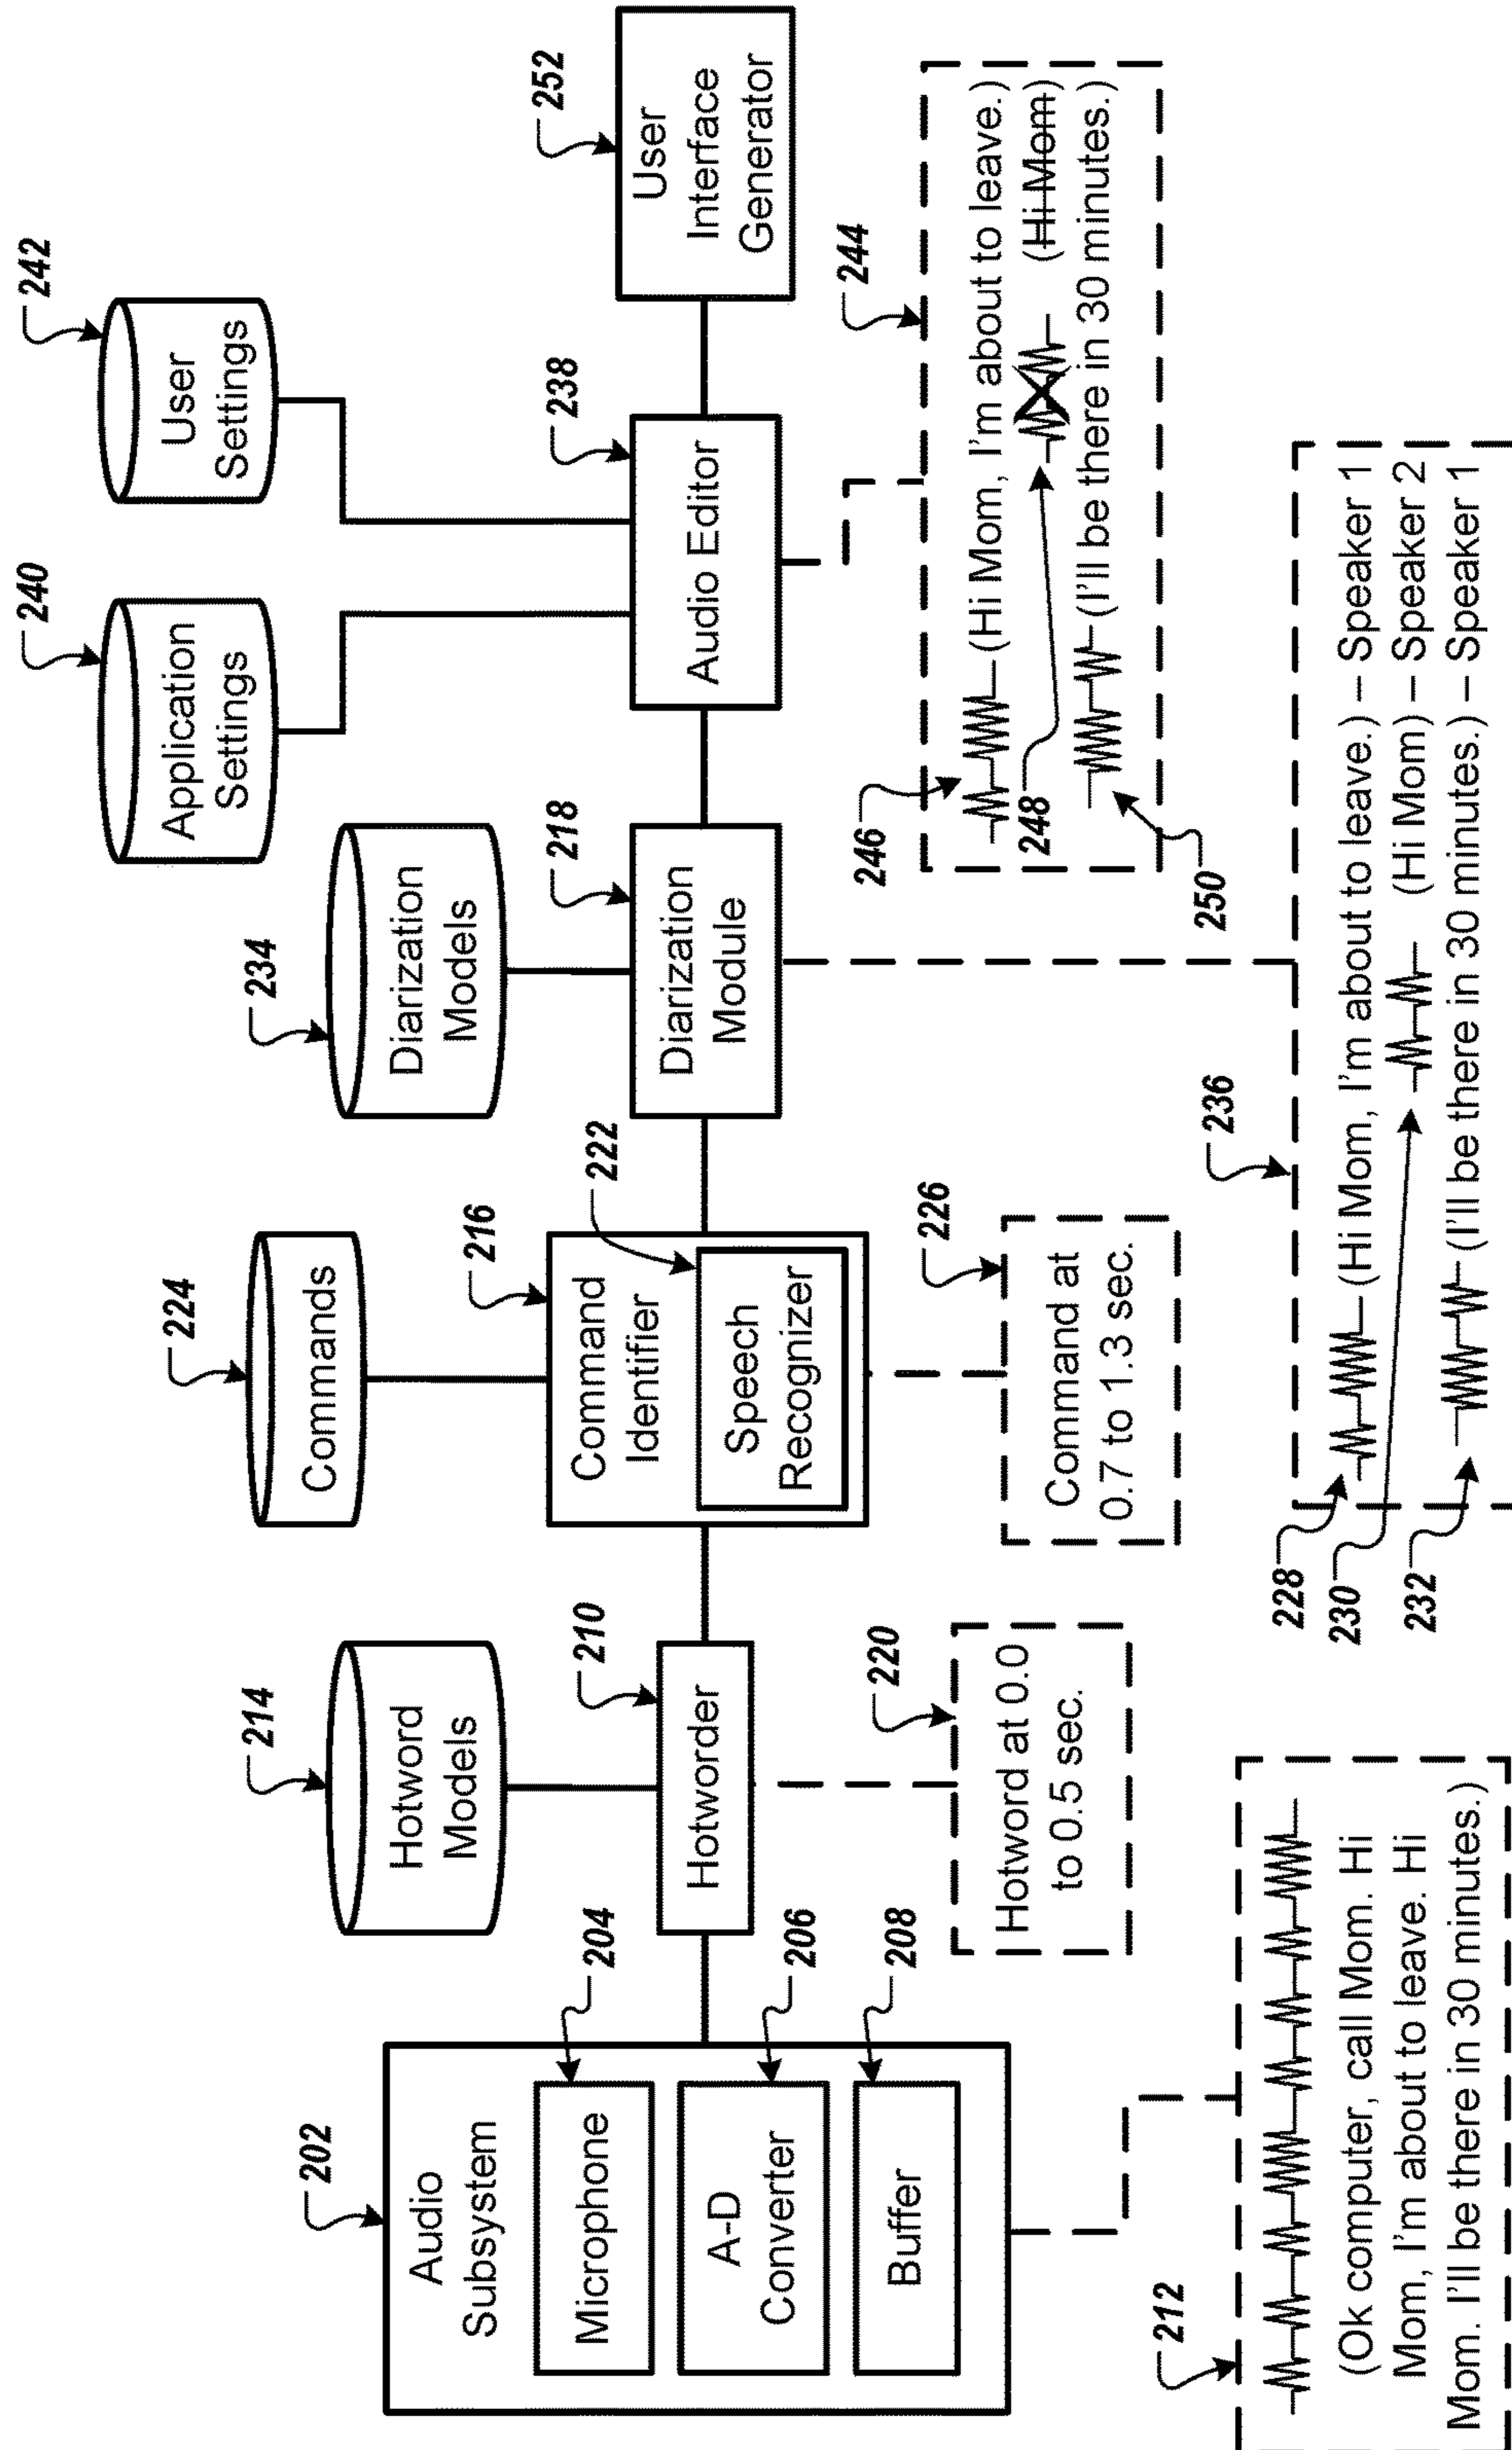 202
Audio
Subsystem
204
Microphone
206
A-D
Converter
208
Buffer
212
(Ok computer, call Mom. Hi
Mom, I'm about to leave. Hi
Mom. I'll be there in 30 minutes.)
214
Hotword
Models
210
Hotworder
220
Hotword at 0.0
to 0.5 sec.
224
Commands
216
Command
Identifier
222
Speech
Recognizer
226
Command at
0.7 to 1.3 sec.
234
Diarization
Models
218
Diarization
Module
236
228
(Hi Mom, I'm about to leave.) – Speaker 1
230
(Hi Mom) – Speaker 2
232
(I'll be there in 30 minutes.) – Speaker 1
240
Application
Settings
242
User
Settings
238
Audio Editor
244
246
(Hi Mom, I'm about to leave.)
248
(Hi Mom)
250
(I'll be there in 30 minutes.)
252
User
Interface
Generator